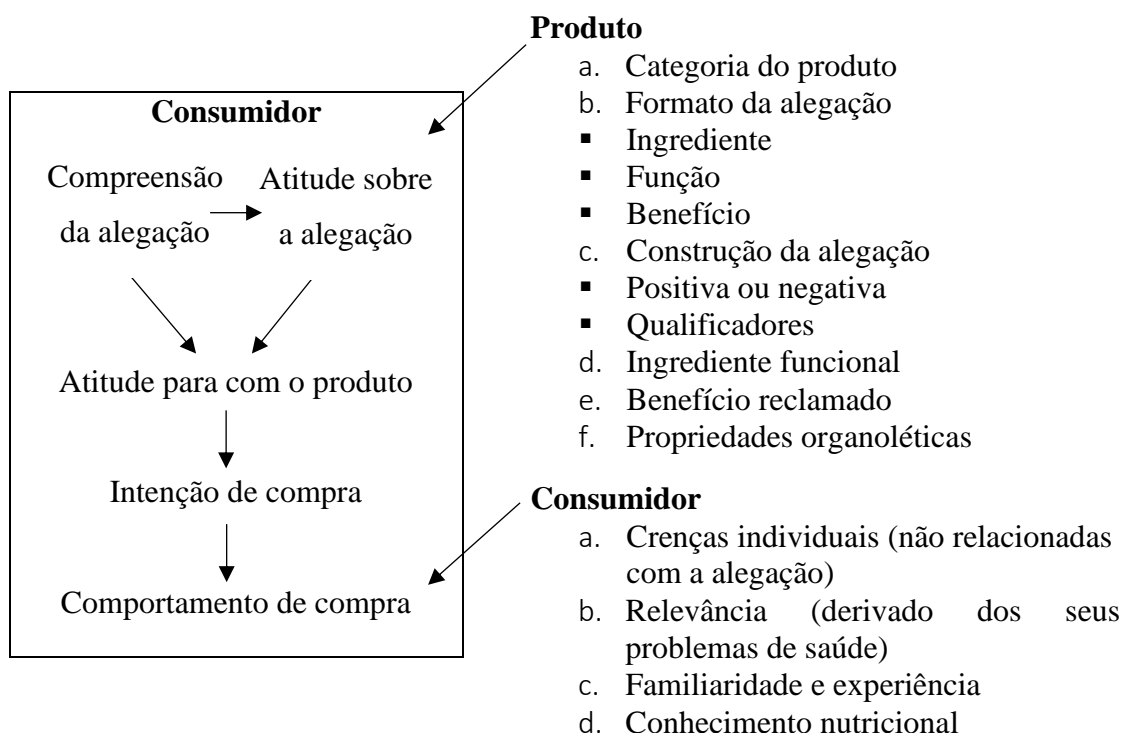 Consumidor
Compreensão
da alegação
Atitude sobre
a alegação
Atitude para com o produto
Intenção de compra
Comportamento de compra
Produto
a. Categoria do produto
b. Formato da alegação
▪ Ingrediente
▪ Função
▪ Benefício
c. Construção da alegação
▪ Positiva ou negativa
▪ Qualificadores
d. Ingrediente funcional
e. Benefício reclamado
f. Propriedades organoléticas
Consumidor
a. Crenças individuais (não relacionadas
com a alegação)
b. Relevância (derivado dos seus
problemas de saúde)
c. Familiaridade e experiência
d. Conhecimento nutricional